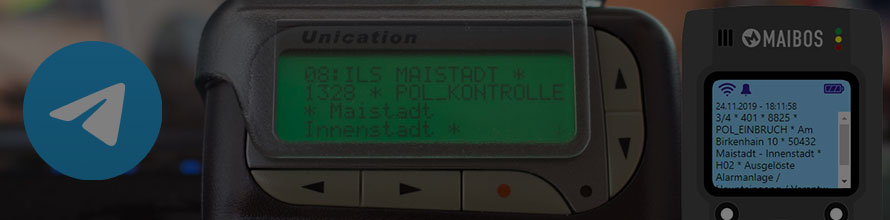 Unication
08:ILS MAISTADT *
1328 * POL_KONTROLLE
* Maistadt
Innenstadt *
MAIBOS
24.11.2019 - 18:11:58
3/4 * 401 * 8825 *
POL_EINBRUCH * Am
Birkenhain 10 * 50432
Maistadt - Innenstadt *
H02 * Ausgelöste
Alarmanlage /